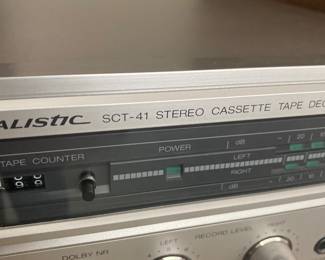 ALISTIC SCT-41 STEREO CASSETTE TAPE DEC
TAPE COUNTER
POWER
dB
20
LEFT
RIGHT
dB
20
DOLBY NR
LEFT
RECORD LEVEL
RIGHT